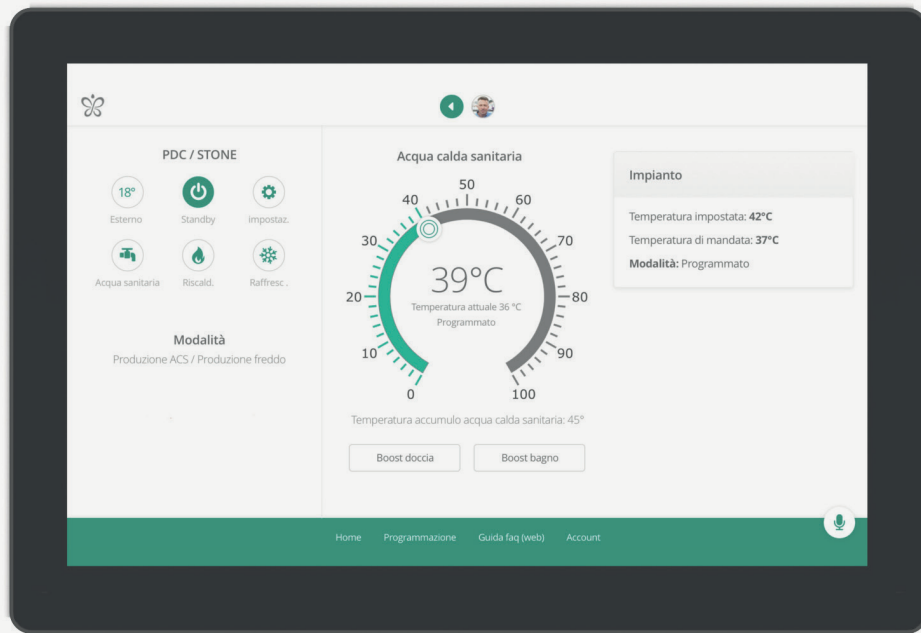 PDC / STONE
18°
Esterno
Standby
impostaz.
Acqua sanitaria
Riscald.
Raffresc .
Modalità
Produzione ACS / Produzione freddo
Acqua calda sanitaria
0
10
20
30
40
50
60
70
80
90
100
39°C
Temperatura attuale 36 °C
Programmato
Temperatura accumulo acqua calda sanitaria: 45°
Boost doccia
Boost bagno
Impianto
Temperatura impostata: 42°C
Temperatura di mandata: 37°C
Modalità: Programmato
Home Programmazione Guida faq (web) Account